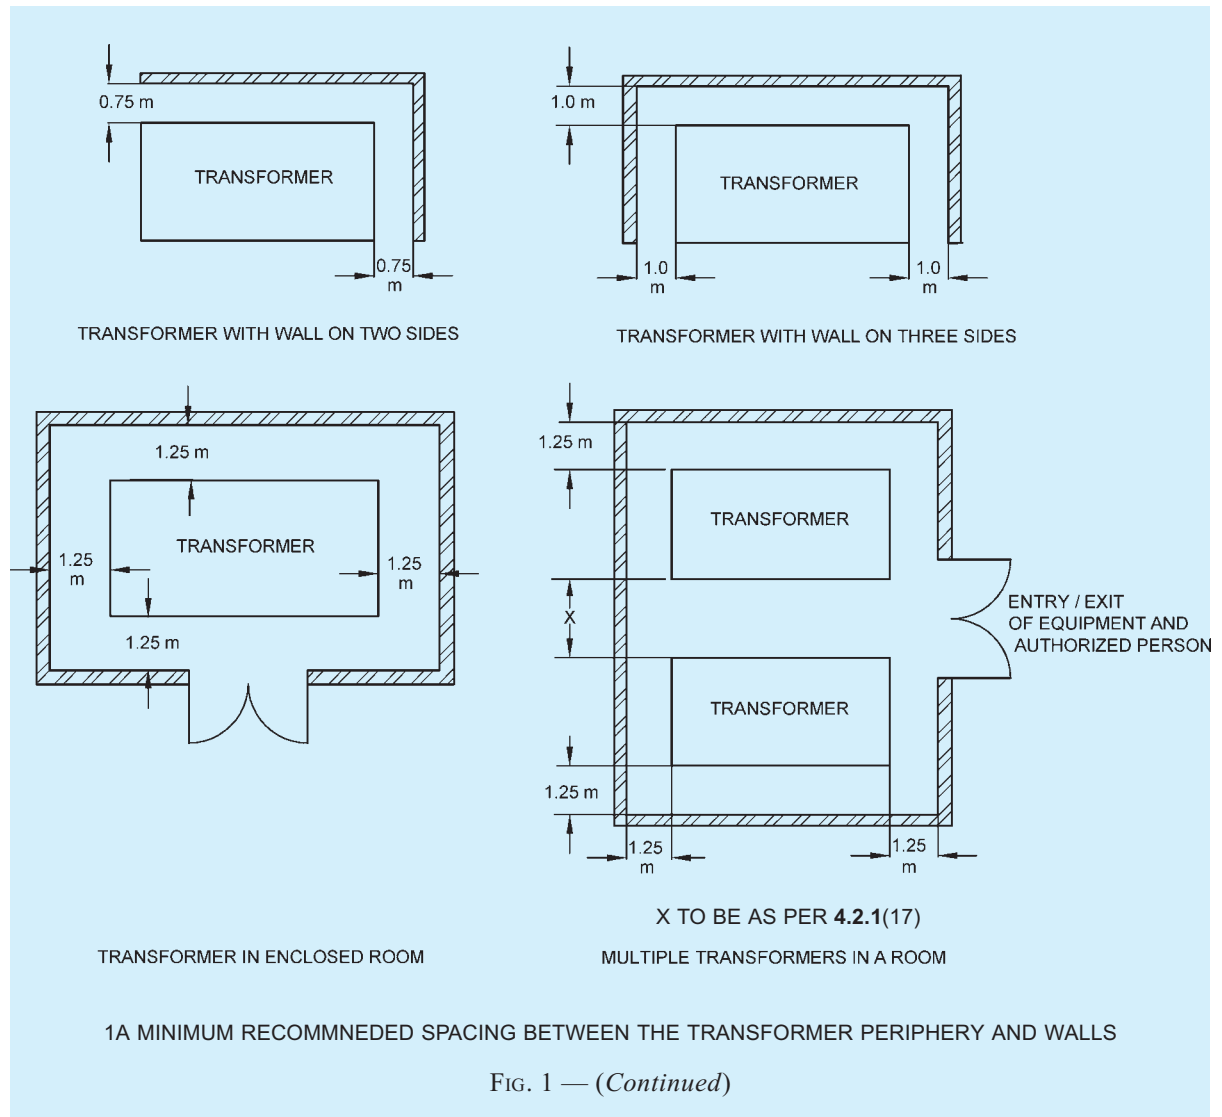 0.75 m
TRANSFORMER
0.75
m
TRANSFORMER WITH WALL ON TWO SIDES
1.0 m
TRANSFORMER
1.0
m
1.0
m
TRANSFORMER WITH WALL ON THREE SIDES
1.25 m
TRANSFORMER
1.25
m
1.25
m
1.25 m
TRANSFORMER IN ENCLOSED ROOM
1.25 m
TRANSFORMER
X
ENTRY / EXIT
OF EQUIPMENT AND
AUTHORIZED PERSON
TRANSFORMER
1.25 m
1.25
m
1.25
m
X TO BE AS PER 4.2.1(17)
MULTIPLE TRANSFORMERS IN A ROOM
1A MINIMUM RECOMMNEDED SPACING BETWEEN THE TRANSFORMER PERIPHERY AND WALLS
FIG. 1 — (Continued)